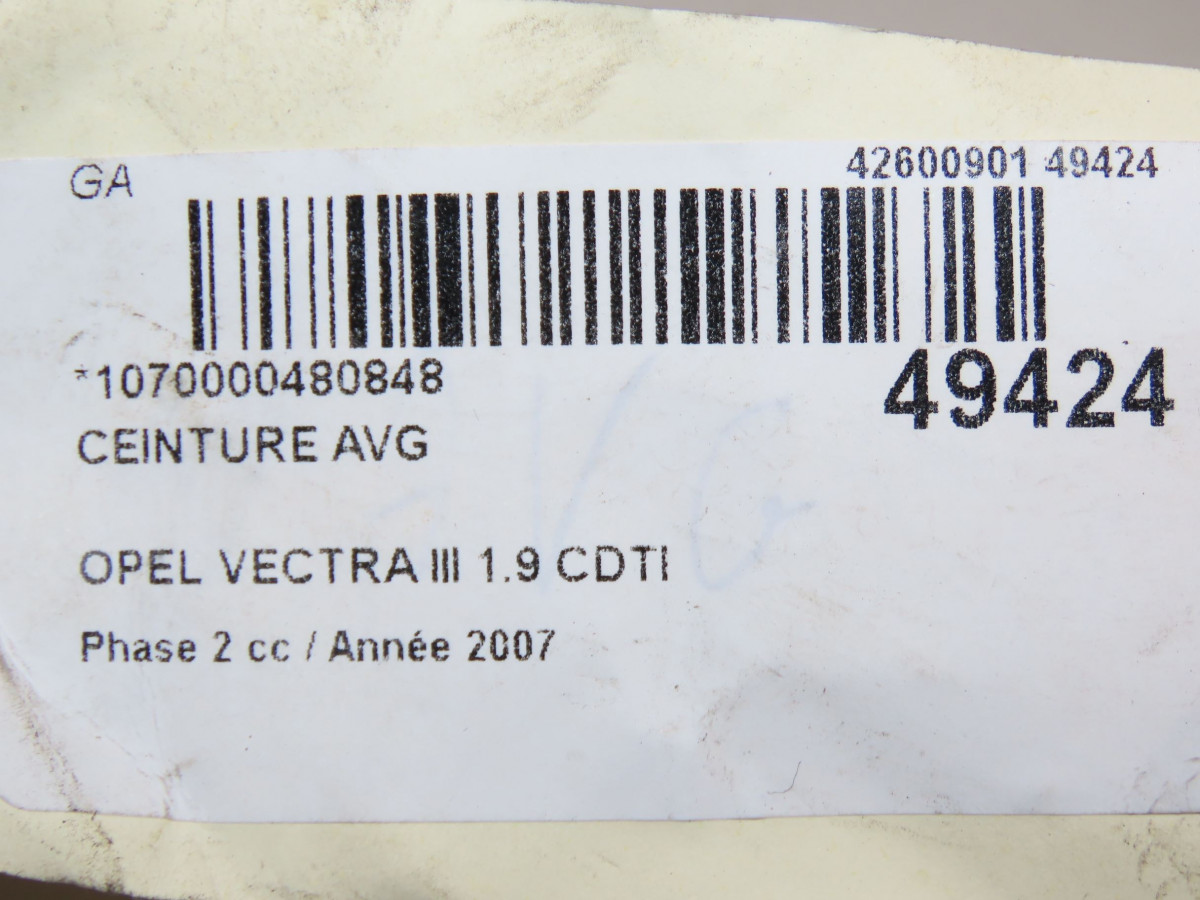 GA
42600901 49424
*1070000480848
49424
CEINTURE AVG
OPEL VECTRA III 1.9 CDTI
Phase 2 cc / Année 2007